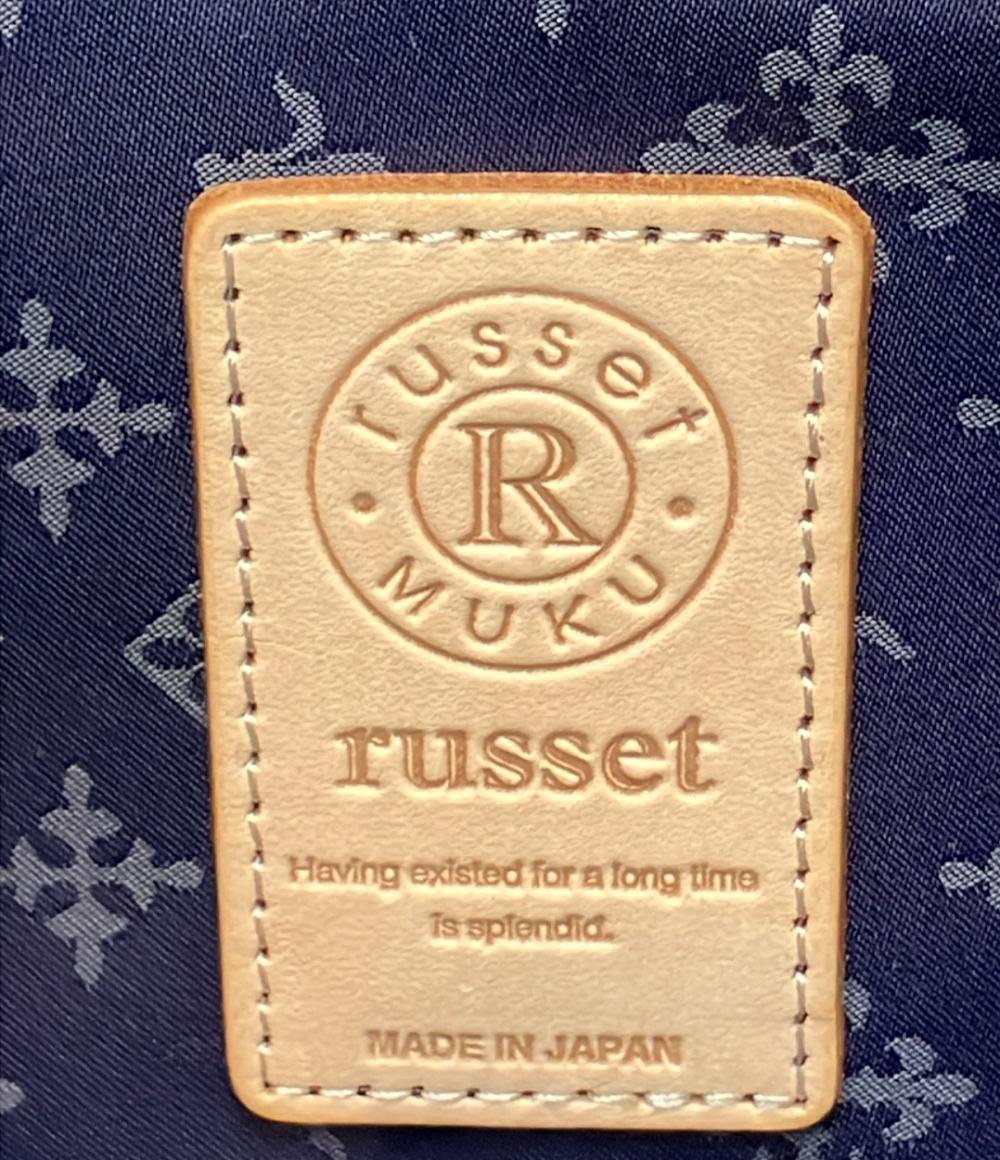 russet
R
MUKU
russet
Having existed for a long time
is splendid.
MADE IN JAPAN